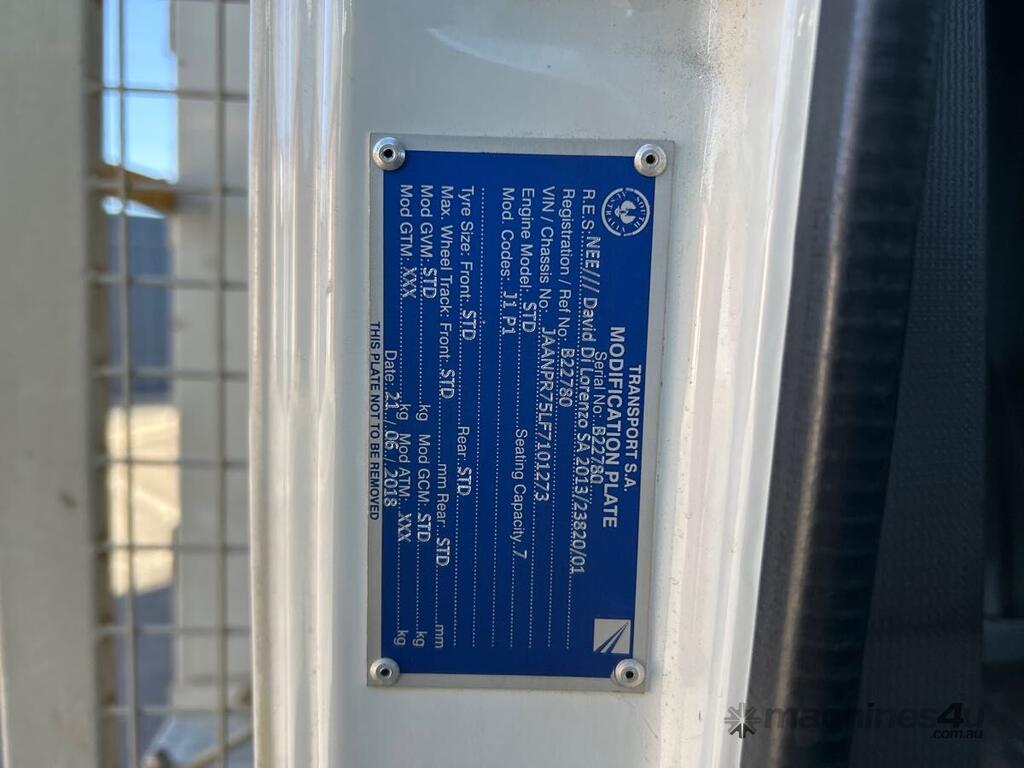 TRANSPORT S.A.
MODIFICATION PLATE
Serial No. B22780
R.E.S: NEE//// David Di Lorenzo SA 2013/23820/01
Registration / Ref No. B22780
VIN / Chassis No. JAANPR75LF7101273
Engine Model: STD Seating Capacity 7
Mod. Codes: J1 P1
Tyre Size: Front: STD Rear: STD
Max. Wheel Track: Front: STD mm Rear: STD mm
Mod GVM: STD kg Mod GCM: STD kg
Mod GTM: XXX kg Mod ATM: XXX kg
Date: 21/06/2018
THIS PLATE NOT TO BE REMOVED
machines4u
.com.au